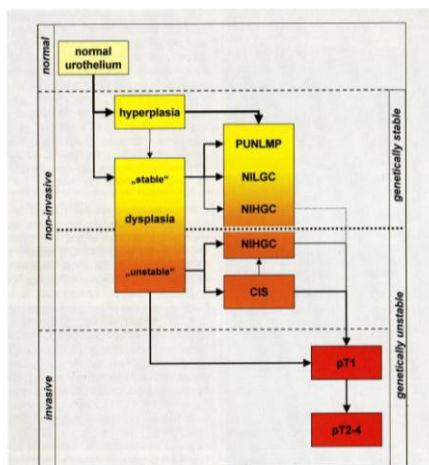 normal
normal
urothelium
hyperplasia
PUNLMP
„stable“
NILGC
dysplasia
NIHGC
genetically stable
non-invasive
NIHGC
„unstable“
CIS
genetically unstable
invasive
pT1
pT2-4